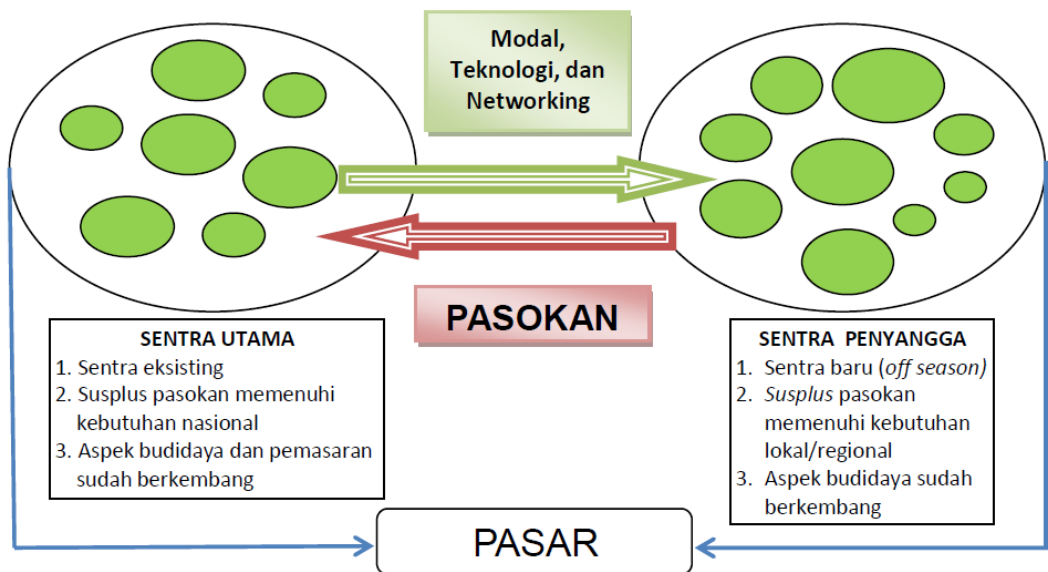 Modal,
Teknologi, dan
Networking
PASOKAN
SENTRA UTAMA
1. Sentra eksisting
2. Susplus pasokan memenuhi
kebutuhan nasional
3. Aspek budidaya dan pemasaran
sudah berkembang
SENTRA PENYANGGA
1. Sentra baru (off season)
2. Susplus pasokan
memenuhi kebutuhan
lokal/regional
3. Aspek budidaya sudah
berkembang
PASAR